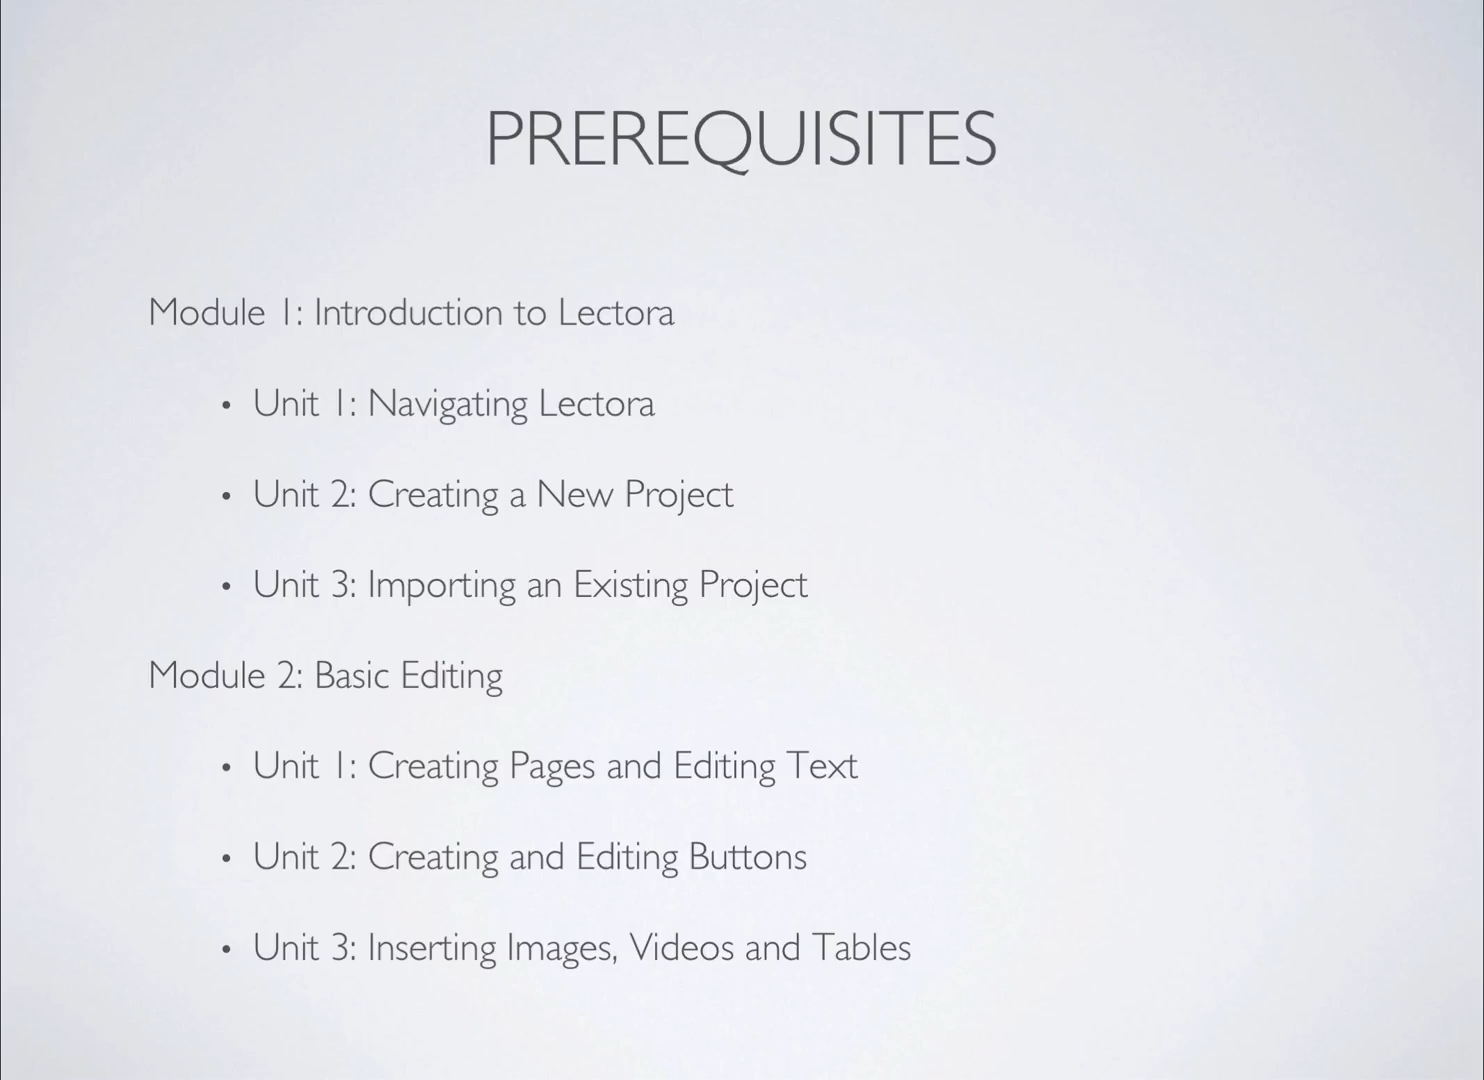 PREREQUISITES
Module 1: Introduction to Lectora
• Unit 1: Navigating Lectora
• Unit 2: Creating a New Project
• Unit 3: Importing an Existing Project
Module 2: Basic Editing
• Unit 1: Creating Pages and Editing Text
• Unit 2: Creating and Editing Buttons
• Unit 3: Inserting Images, Videos and Tables